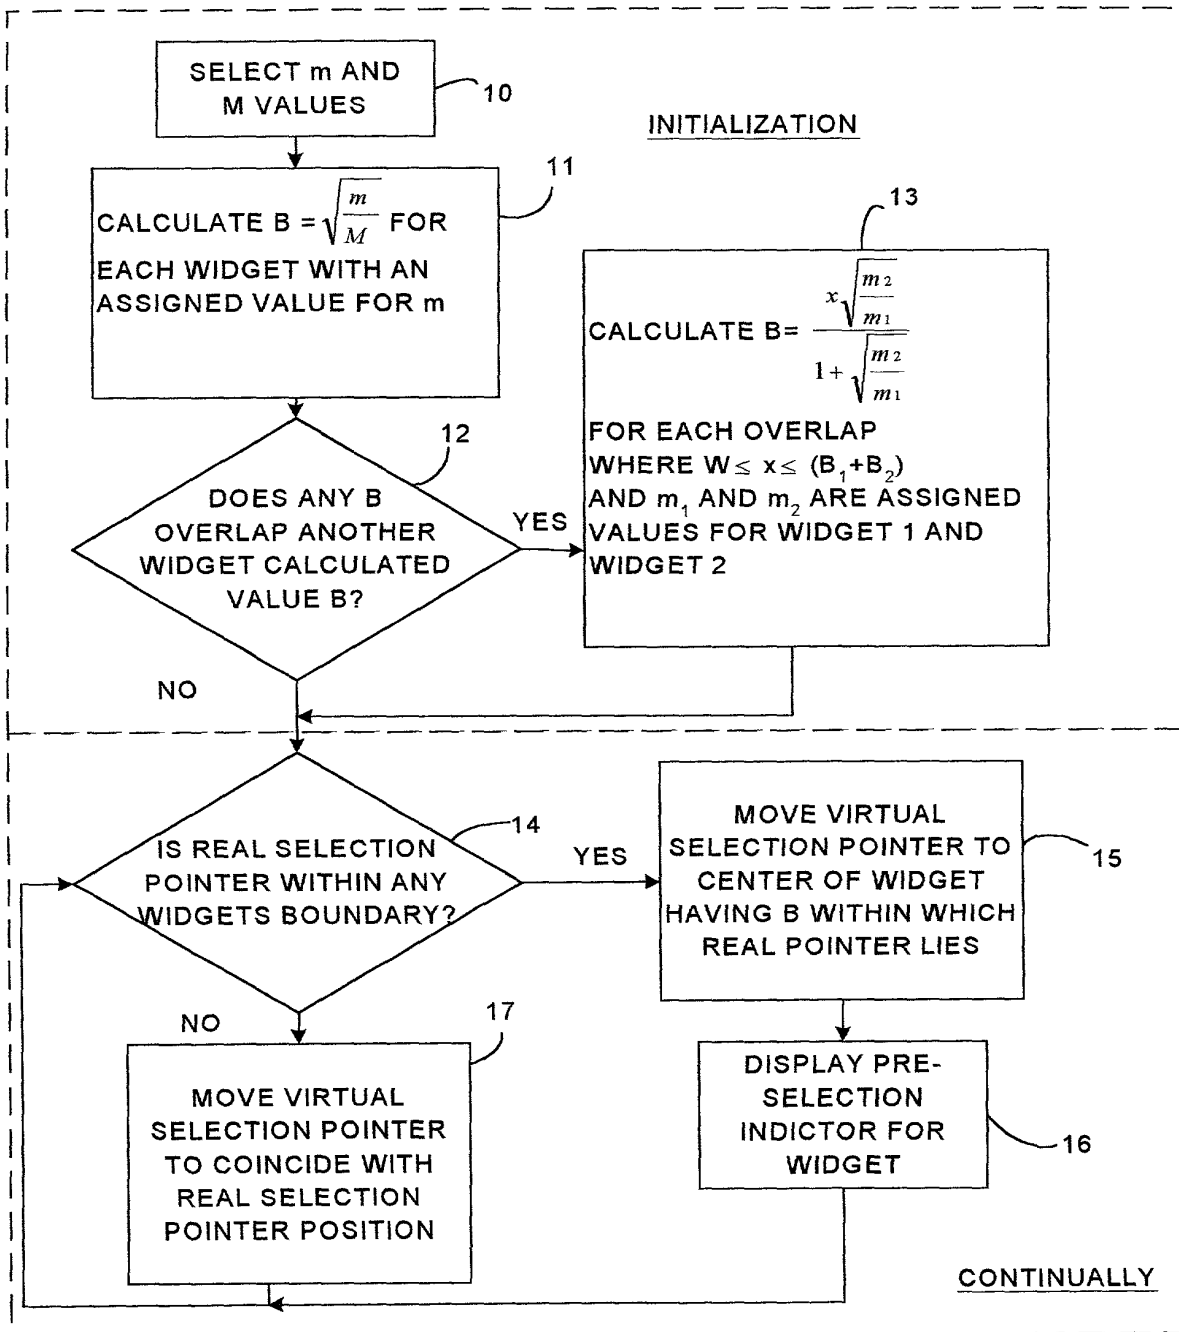 SELECT m AND
M VALUES
10
INITIALIZATION
11
CALCULATE B = √(m/M) FOR
EACH WIDGET WITH AN
ASSIGNED VALUE FOR m
13
CALCULATE B= x√(m₂/m₁) / (1+ √(m₂/m₁))
FOR EACH OVERLAP
WHERE W ≤ x ≤ (B₁+B₂)
AND m₁ AND m₂ ARE ASSIGNED
VALUES FOR WIDGET 1 AND
WIDGET 2
12
DOES ANY B
OVERLAP ANOTHER
WIDGET CALCULATED
VALUE B?
YES
NO
14
IS REAL SELECTION
POINTER WITHIN ANY
WIDGETS BOUNDARY?
YES
MOVE VIRTUAL
SELECTION POINTER TO
CENTER OF WIDGET
HAVING B WITHIN WHICH
REAL POINTER LIES
15
NO
17
MOVE VIRTUAL
SELECTION POINTER
TO COINCIDE WITH
REAL SELECTION
POINTER POSITION
DISPLAY PRE-
SELECTION
INDICTOR FOR
WIDGET
16
CONTINUALLY